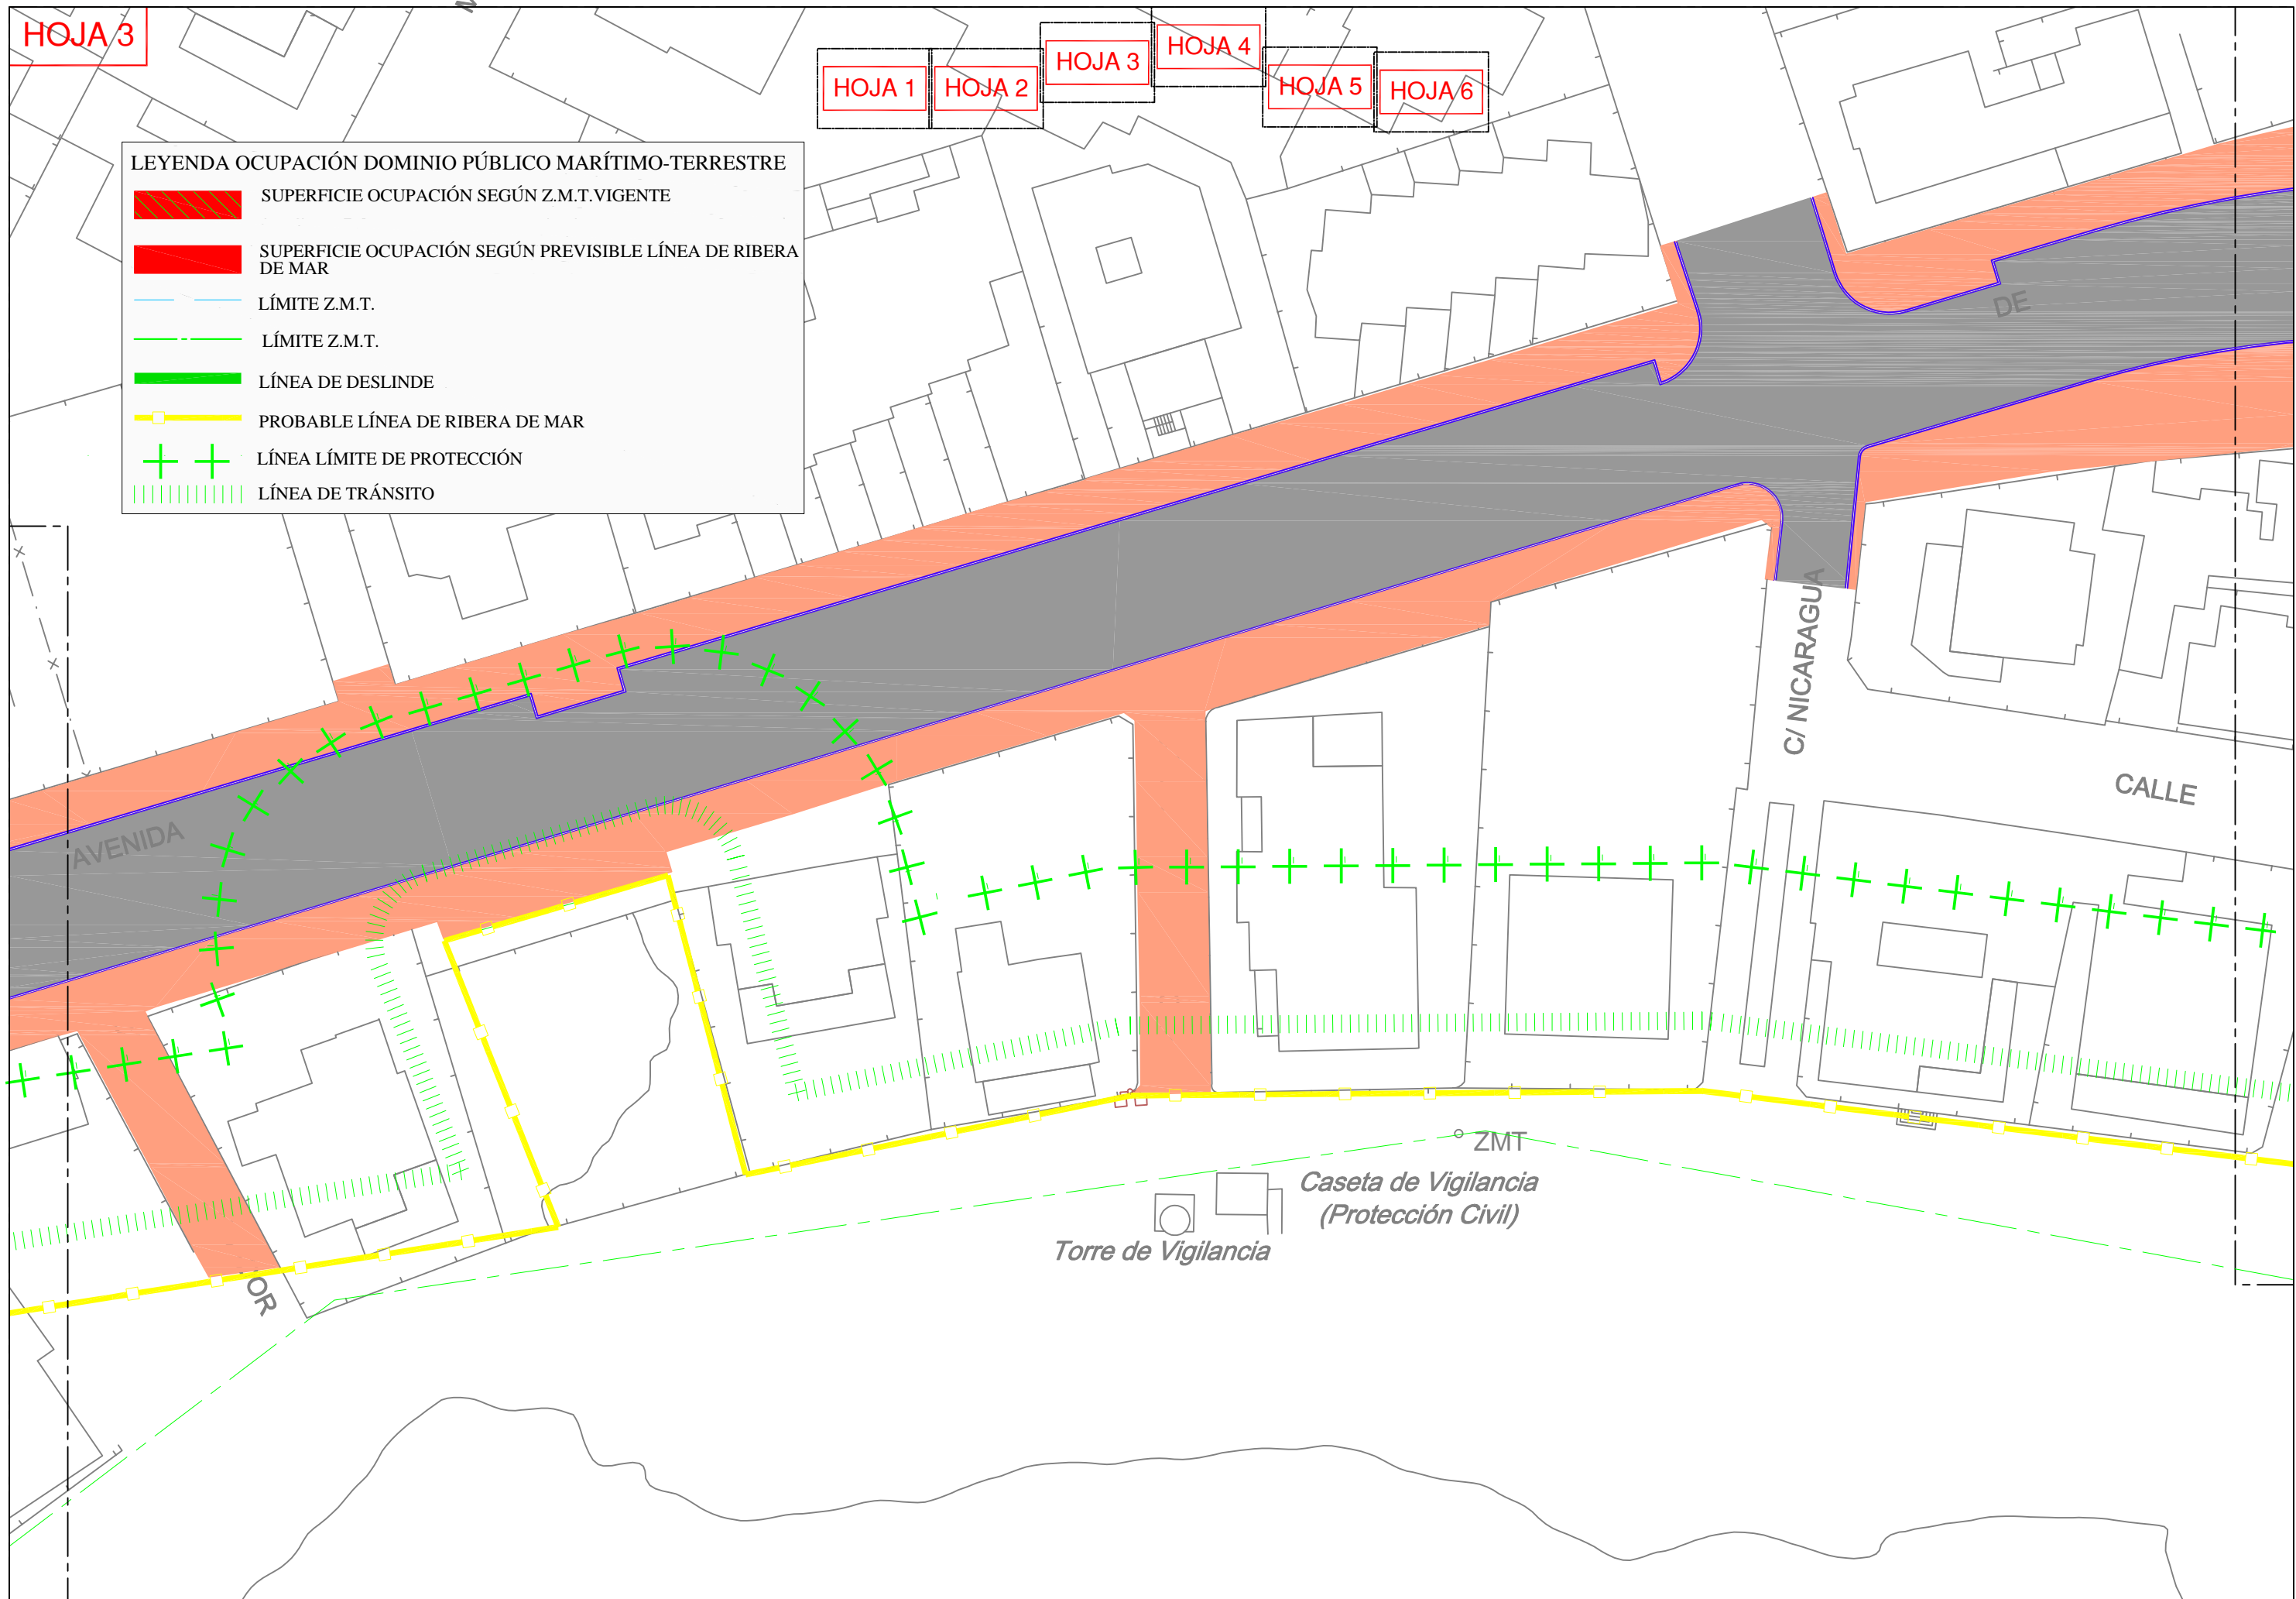 HOJA 3
HOJA 1
HOJA 2
HOJA 3
HOJA 4
HOJA 5
HOJA 6
LEYENDA OCUPACIÓN DOMINIO PÚBLICO MARÍTIMO-TERRESTRE
SUPERFICIE OCUPACIÓN SEGÚN Z.M.T.VIGENTE
SUPERFICIE OCUPACIÓN SEGÚN PREVISIBLE LÍNEA DE RIBERA
DE MAR
LÍMITE Z.M.T.
LÍMITE Z.M.T.
LÍNEA DE DESLINDE
PROBABLE LÍNEA DE RIBERA DE MAR
LÍNEA LÍMITE DE PROTECCIÓN
LÍNEA DE TRÁNSITO
DE
C/ NICARAGUA
CALLE
AVENIDA
OR
ZMT
Caseta de Vigilancia
(Protección Civil)
Torre de Vigilancia